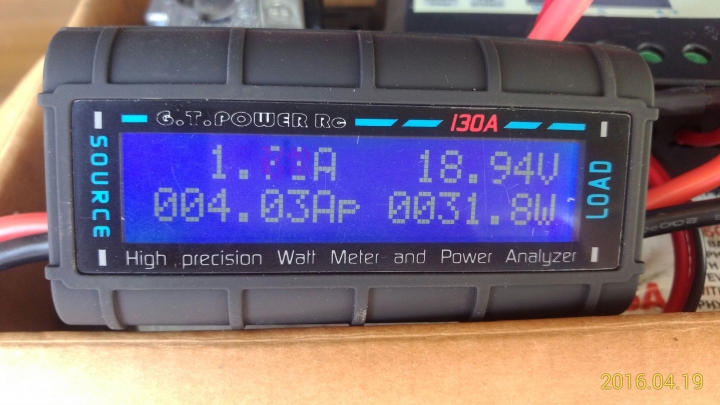 G.T.POWER RC
130A
SOURCE
18.94V
004.03Ap 0031.8W
LOAD
High precision Watt Meter and Power Analyzer
2016.04.19